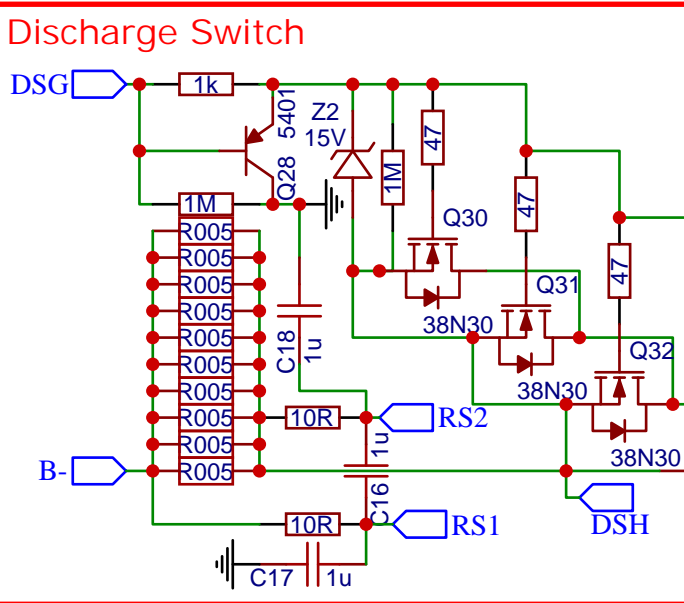 Discharge Switch
DSG
1k
5401
Q28
Z2
15V
1M
47
Q30
38N30
47
Q31
38N30
47
Q32
38N30
1M
R005
R005
R005
R005
R005
R005
R005
R005
R005
R005
C18
1u
10R
RS2
B-
1u
C16
10R
RS1
C17
1u
DSH